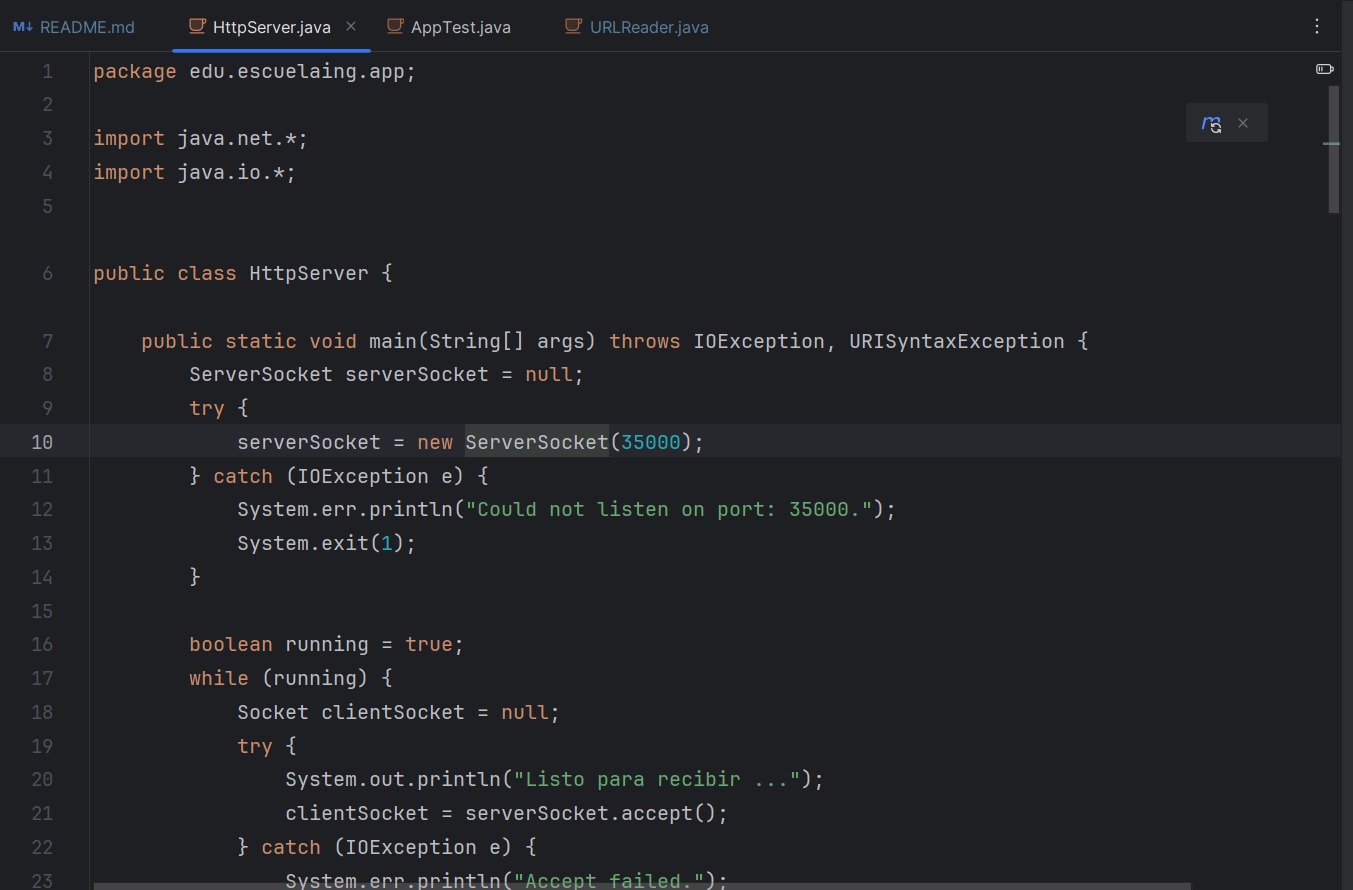 M↓ README.md HttpServer.java × AppTest.java URLReader.java
1 package edu.escuelaing.app;
2
3 import java.net.*;
4 import java.io.*;
5
6 public class HttpServer {
7     public static void main(String[] args) throws IOException, URISyntaxException {
8         ServerSocket serverSocket = null;
9         try {
10             serverSocket = new ServerSocket(35000);
11         } catch (IOException e) {
12             System.err.println("Could not listen on port: 35000.");
13             System.exit(1);
14         }
15
16         boolean running = true;
17         while (running) {
18             Socket clientSocket = null;
19             try {
20                 System.out.println("Listo para recibir ...");
21                 clientSocket = serverSocket.accept();
22             } catch (IOException e) {
23                 System.err.println("Accept failed.");